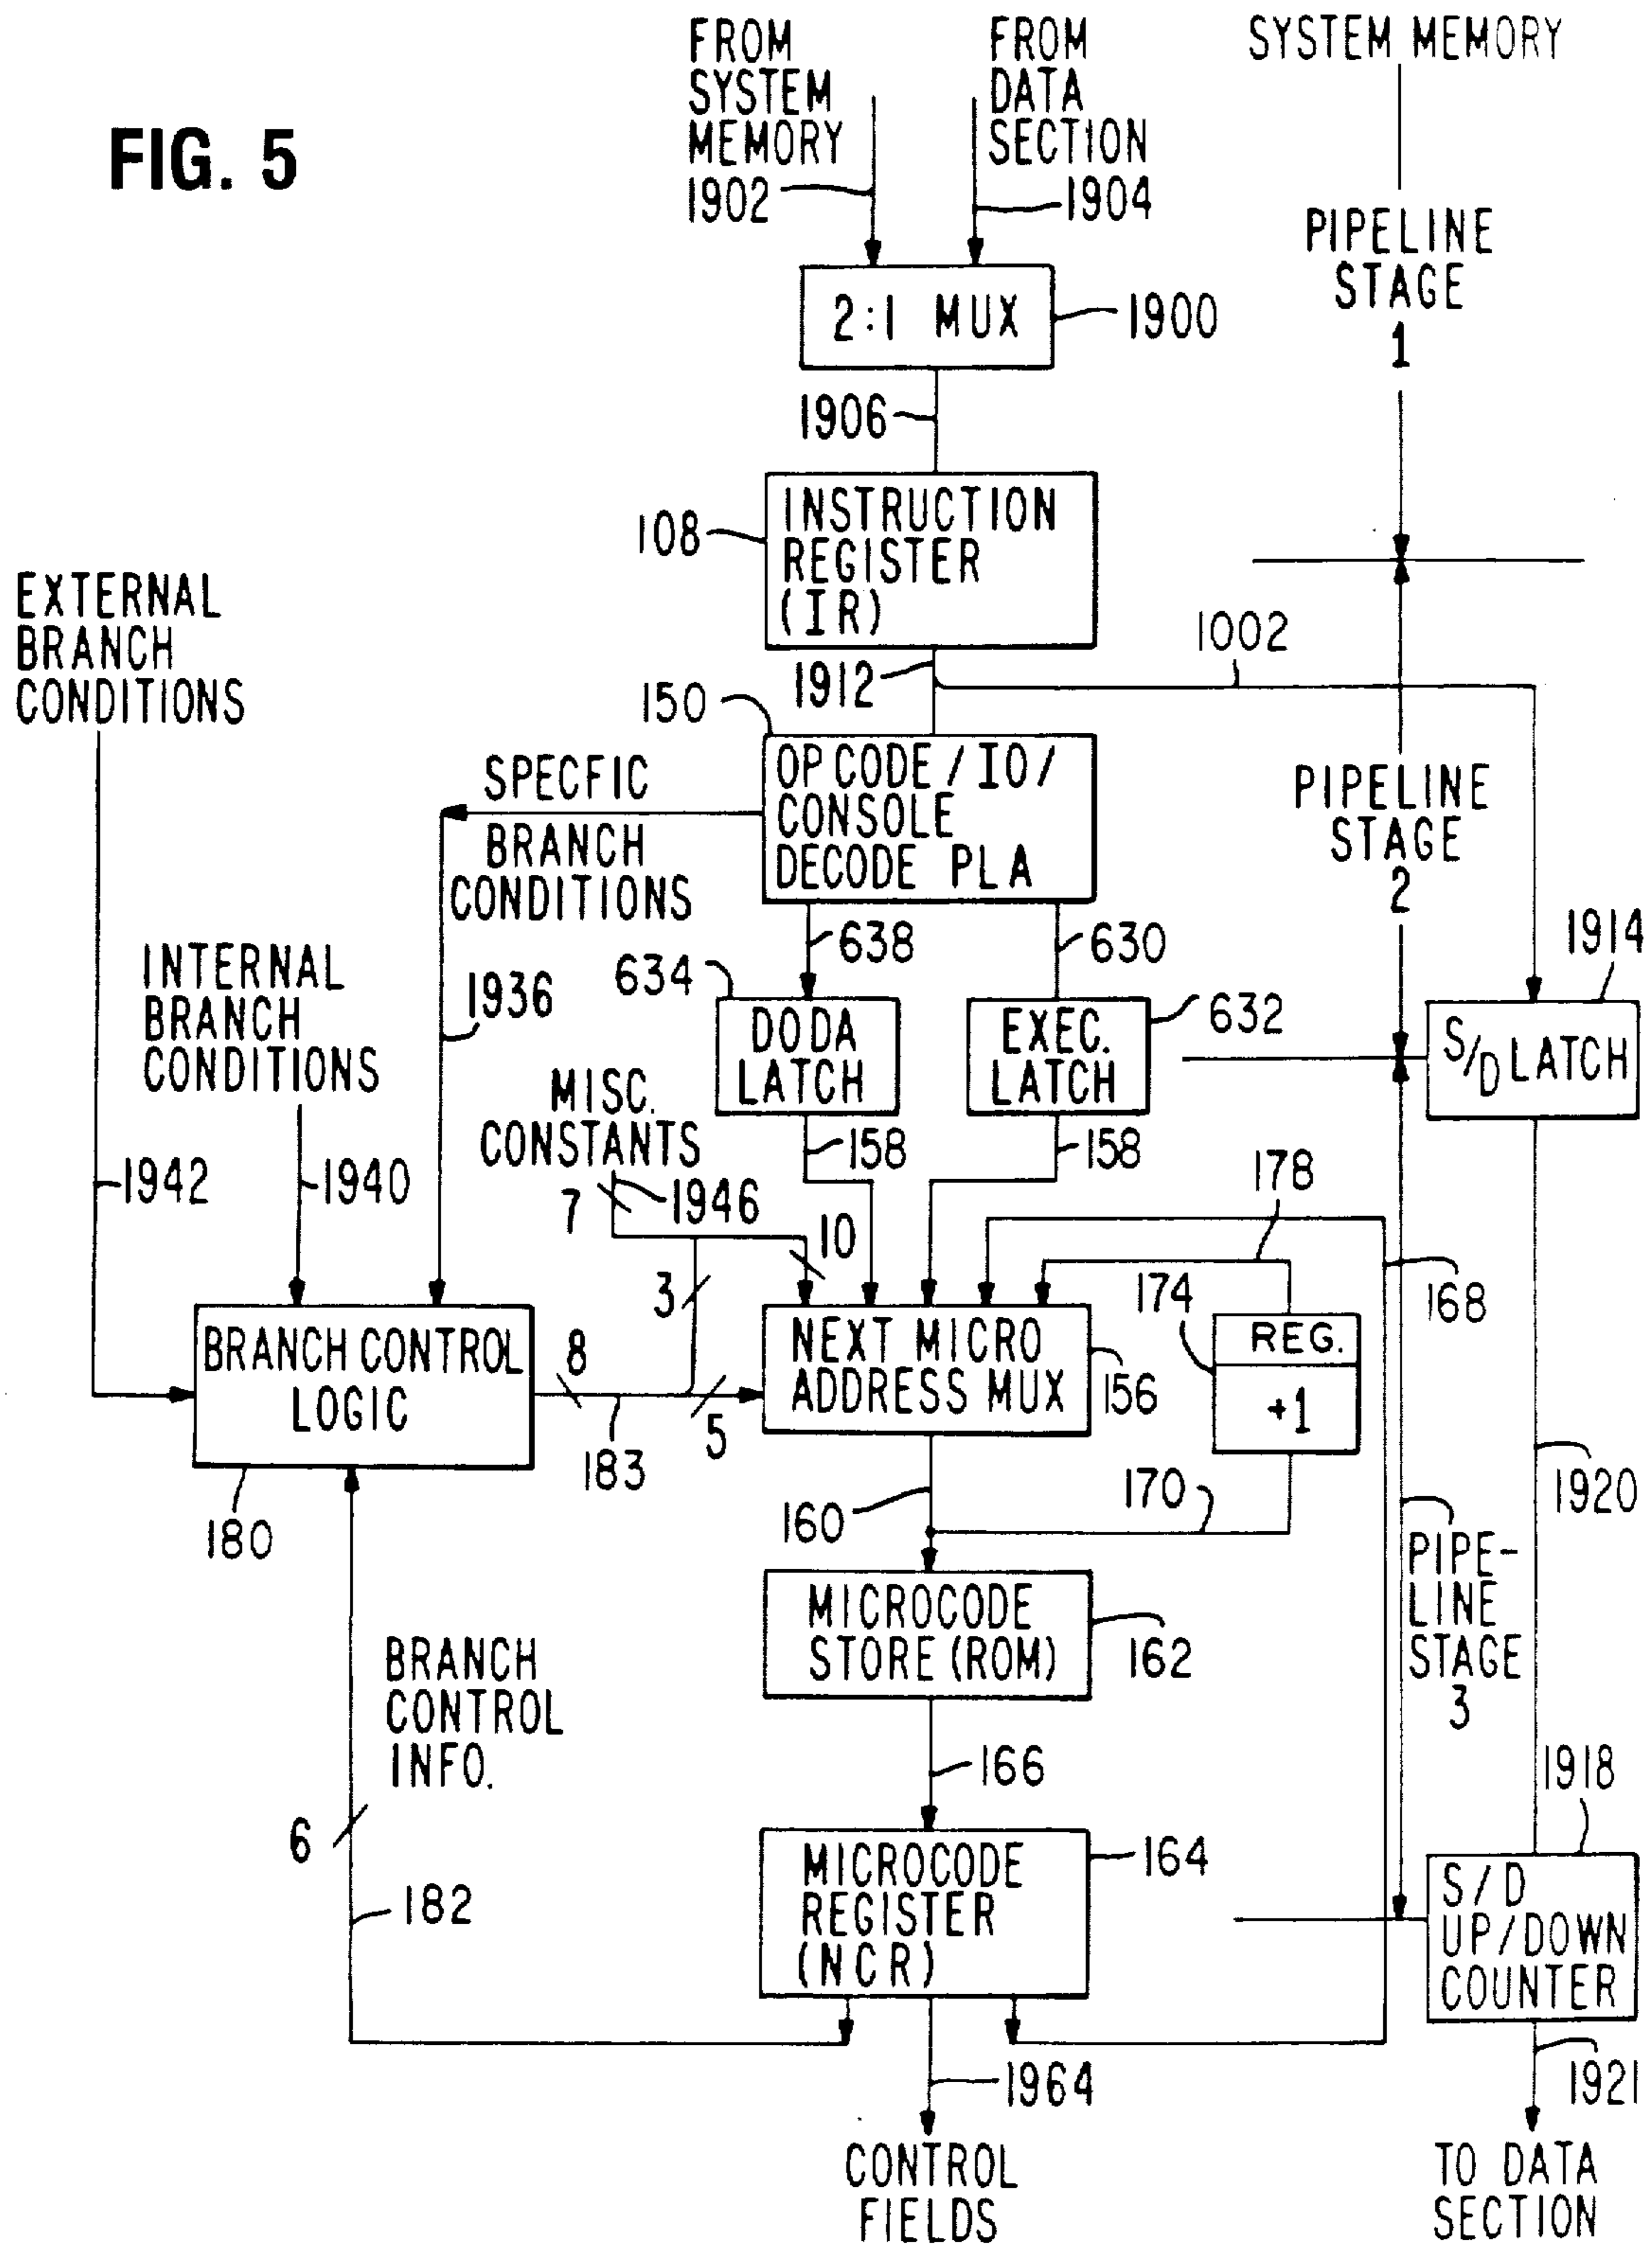 FIG. 5
FROM
SYSTEM
MEMORY
1902
FROM
DATA
SECTION
1904
SYSTEM MEMORY
PIPELINE
STAGE
1
2:1 MUX
1900
1906
INSTRUCTION
REGISTER
(IR)
108
1912
1002
EXTERNAL
BRANCH
CONDITIONS
150
OP CODE/IO/
CONSOLE
DECODE PLA
SPECFIC
BRANCH
CONDITIONS
PIPELINE
STAGE
2
638
630
1914
INTERNAL
BRANCH
CONDITIONS
1936
634
DODA
LATCH
EXEC.
LATCH
632
S/D LATCH
MISC.
CONSTANTS
158
158
1942
1940
7
1946
10
178
168
3
174
REG.
+1
BRANCH CONTROL
LOGIC
8
5
183
NEXT MICRO
ADDRESS MUX
156
180
160
170
1920
PIPE-
LINE
STAGE
3
MICROCODE
STORE (ROM)
162
BRANCH
CONTROL
INFO.
166
1918
6
MICROCODE
REGISTER
(NCR)
164
S/D
UP/DOWN
COUNTER
182
1964
1921
CONTROL
FIELDS
TO DATA
SECTION